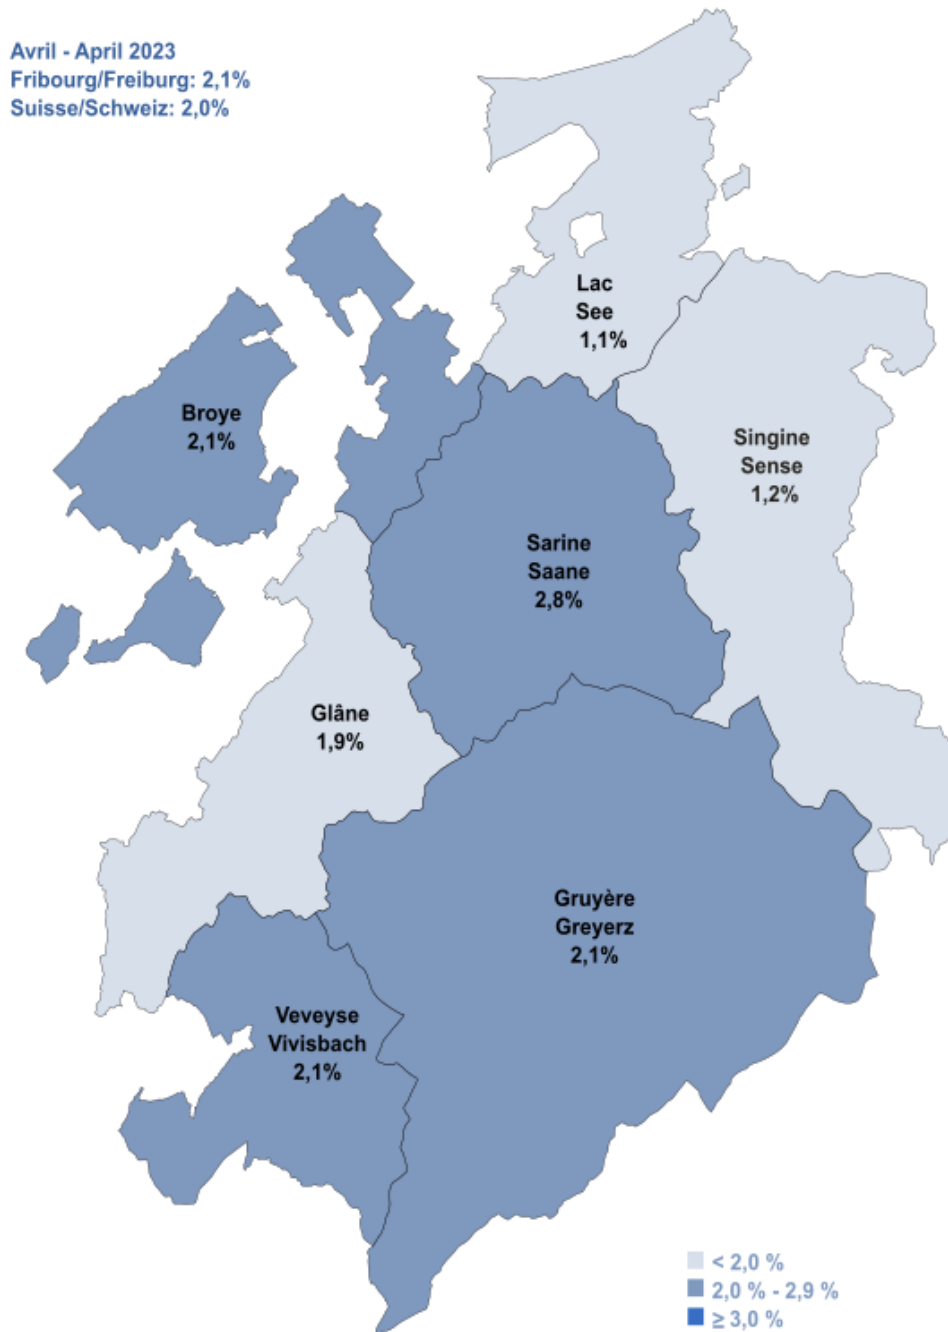 Avril - April 2023
Fribourg/Freiburg: 2,1%
Suisse/Schweiz: 2,0%
Lac
See
1,1%
Broye
2,1%
Singine
Sense
1,2%
Sarine
Saane
2,8%
Glâne
1,9%
Gruyère
Greyerz
2,1%
Veveyse
Vivisbach
2,1%
< 2,0 %
2,0 % - 2,9 %
≥ 3,0 %